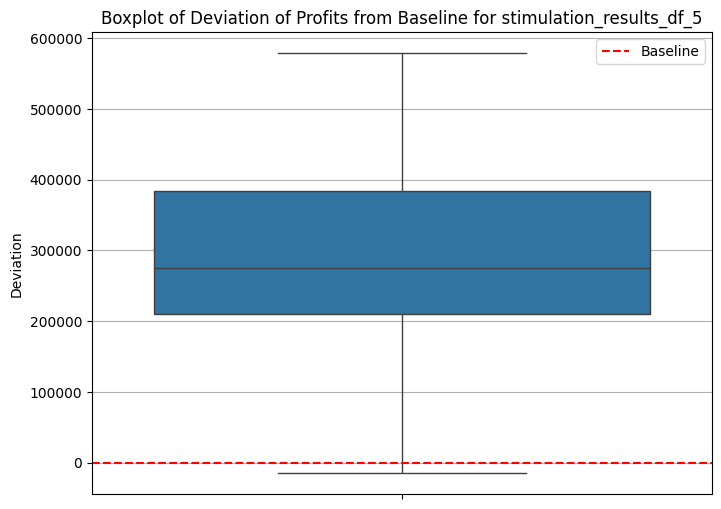 Boxplot of Deviation of Profits from Baseline for stimulation_results_df_5
600000
Baseline
500000
400000
300000
Deviation
200000
100000
0